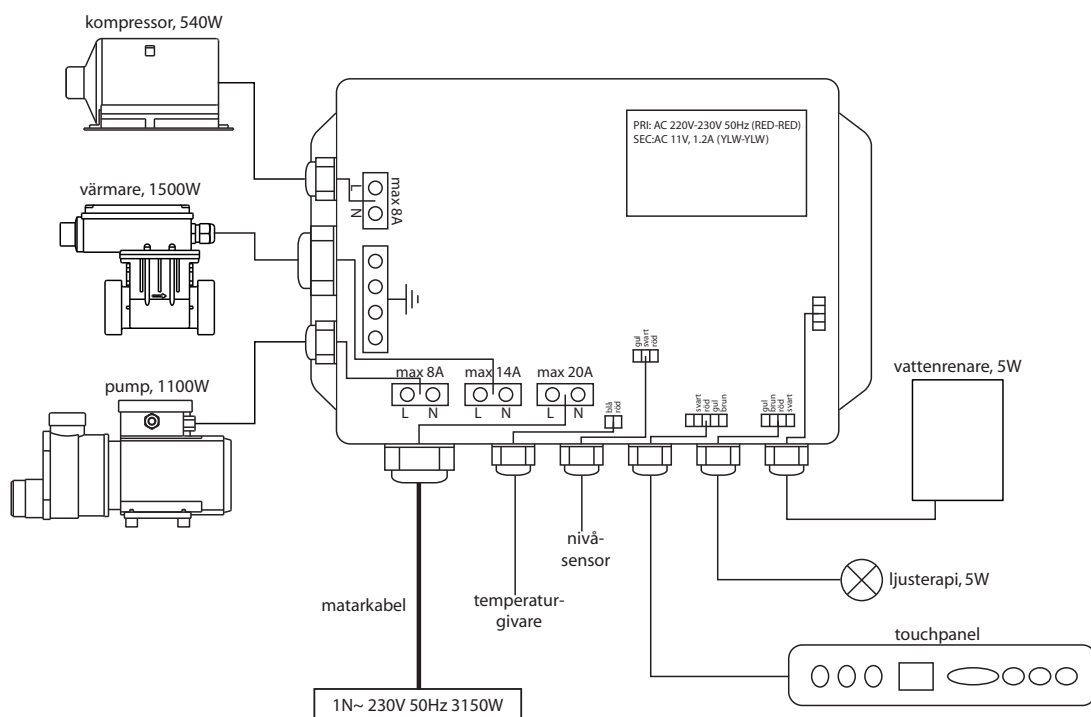 kompressor, 540W
PRI: AC 220V-230V 50Hz (RED-RED)
SEC:AC 11V, 1.2A (YLW-YLW)
värmare, 1500W
L
N
max 8A
gul
svart
röd
vattenrenare, 5W
pump, 1100W
max 8A
max 14A
max 20A
L N
L N
L N
blå
röd
svart
röd
gul
brun
gul
brun
röd
svart
nivå-
sensor
ljusterapi, 5W
matarkabel
temperatur-
givare
touchpanel
1N~ 230V 50Hz 3150W